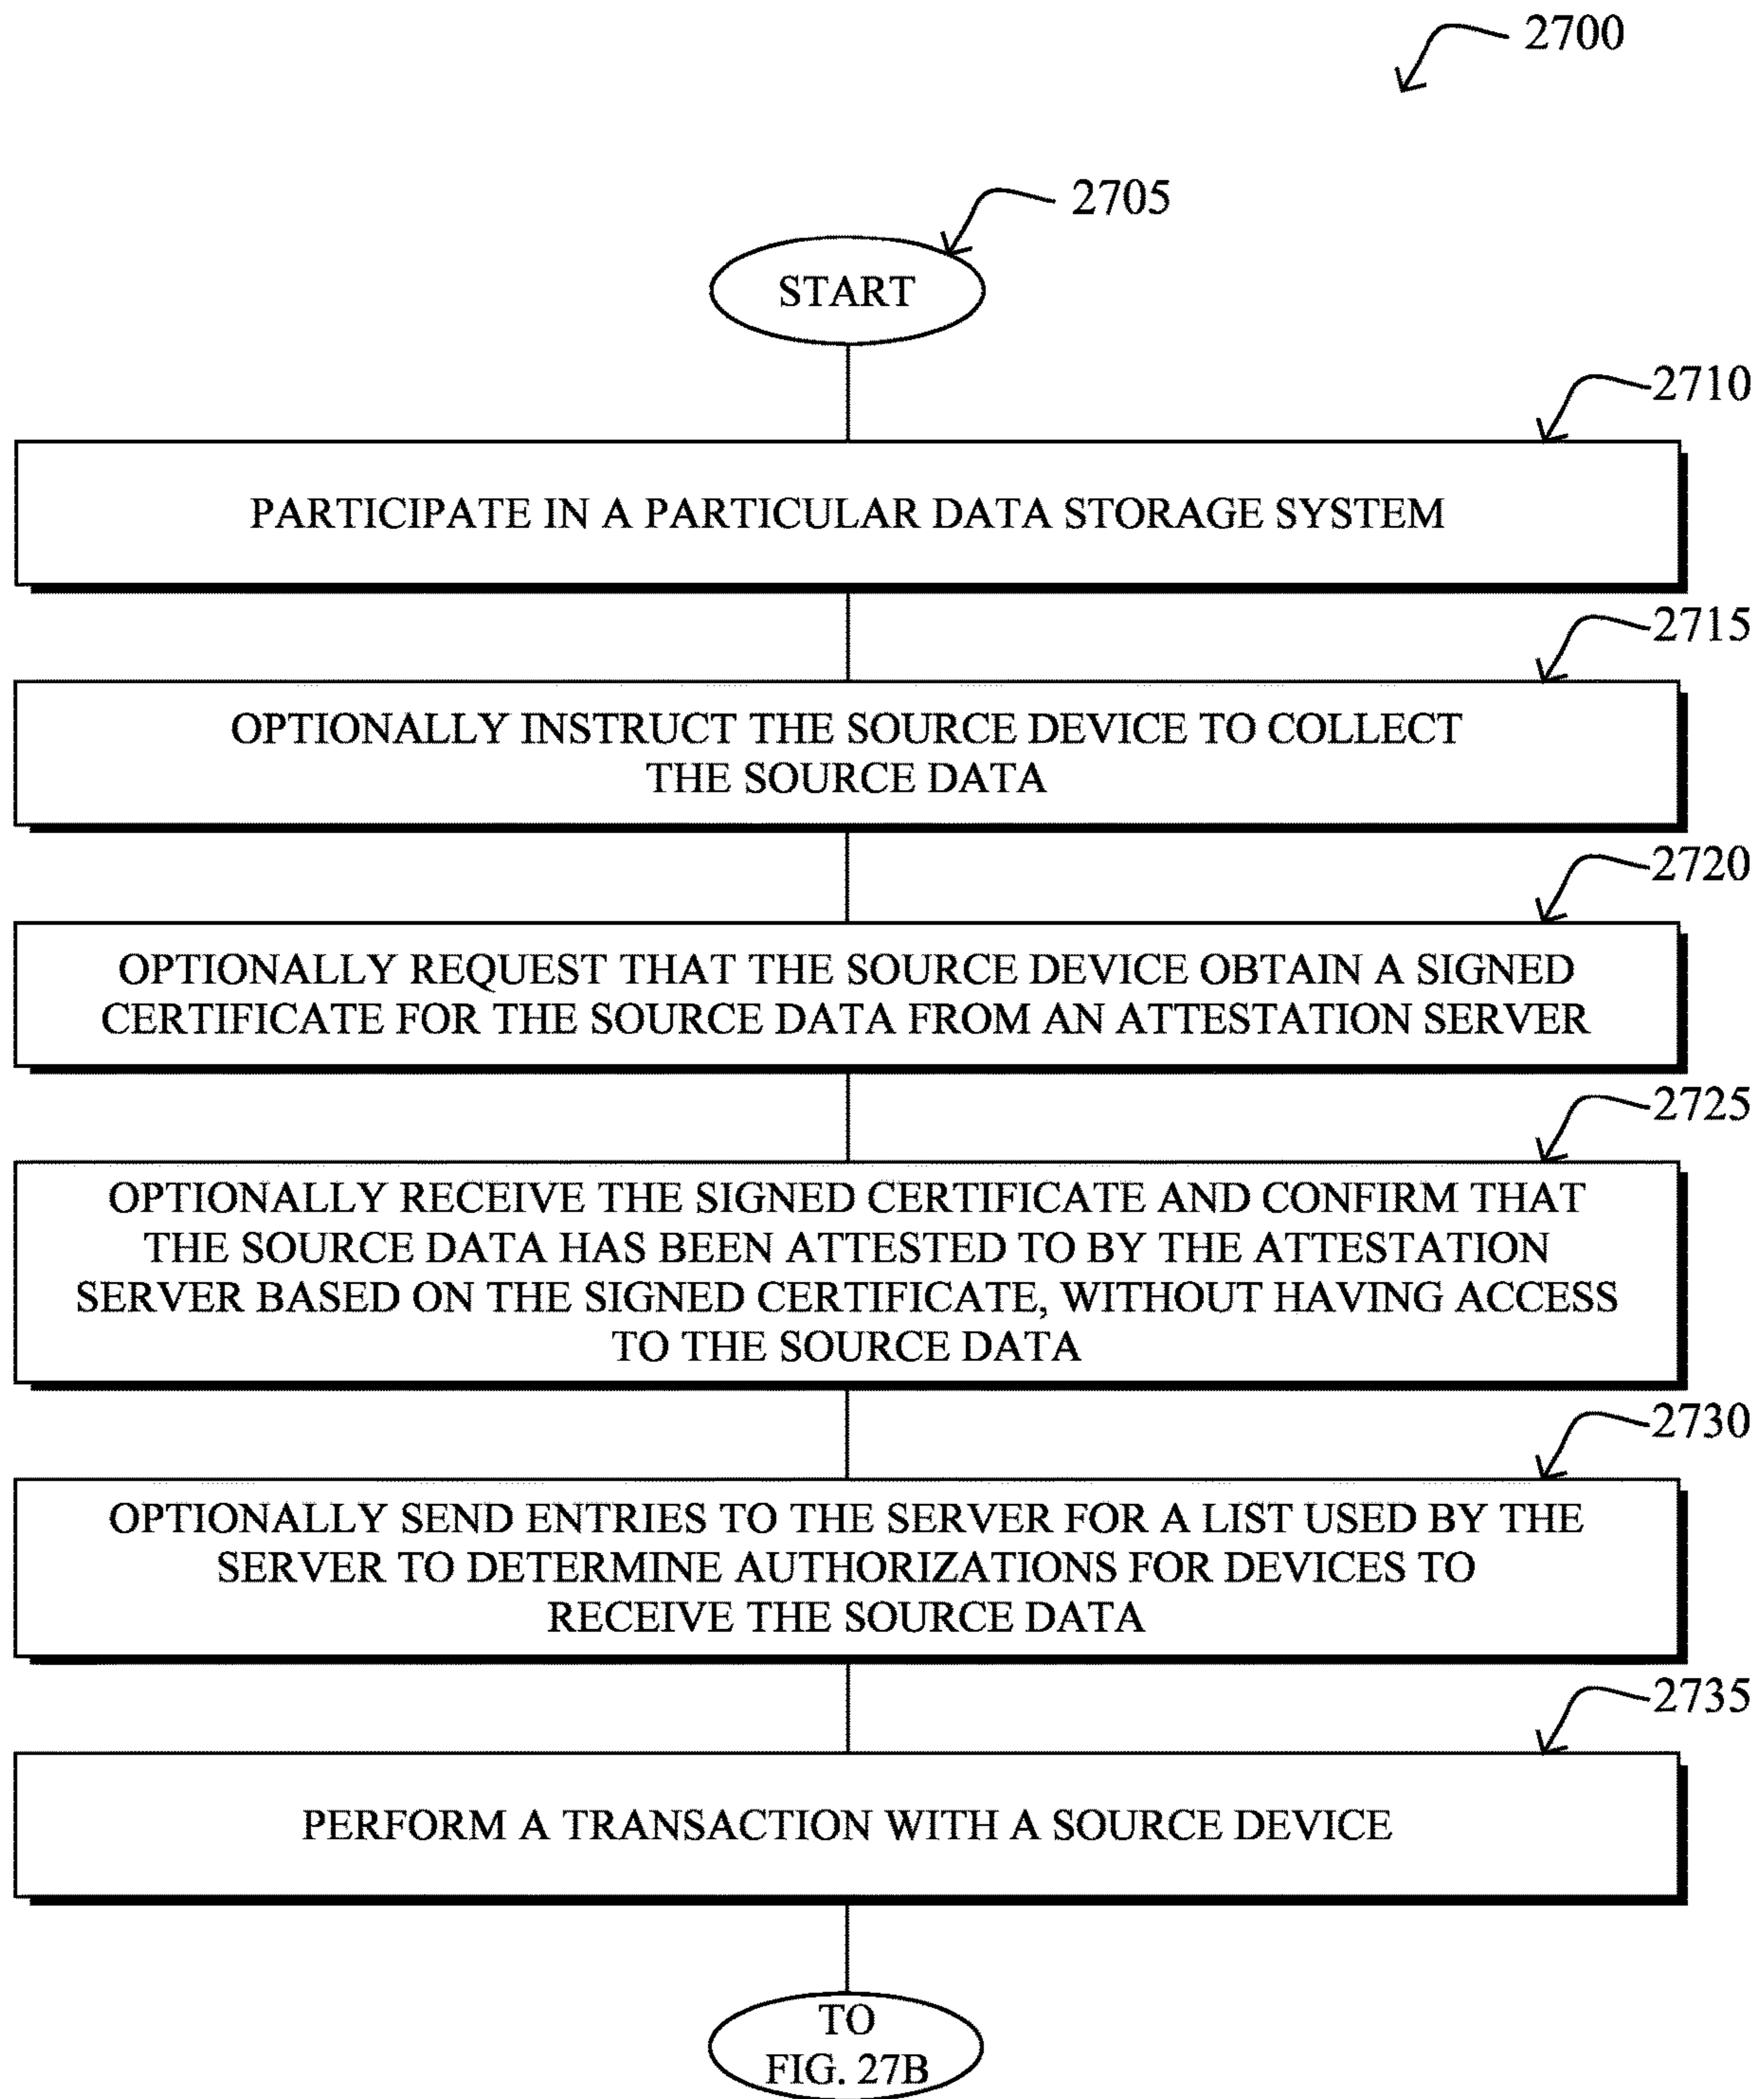 2700
2705
START
2710
PARTICIPATE IN A PARTICULAR DATA STORAGE SYSTEM
2715
OPTIONALLY INSTRUCT THE SOURCE DEVICE TO COLLECT
THE SOURCE DATA
2720
OPTIONALLY REQUEST THAT THE SOURCE DEVICE OBTAIN A SIGNED
CERTIFICATE FOR THE SOURCE DATA FROM AN ATTESTATION SERVER
2725
OPTIONALLY RECEIVE THE SIGNED CERTIFICATE AND CONFIRM THAT
THE SOURCE DATA HAS BEEN ATTESTED TO BY THE ATTESTATION
SERVER BASED ON THE SIGNED CERTIFICATE, WITHOUT HAVING ACCESS
TO THE SOURCE DATA
2730
OPTIONALLY SEND ENTRIES TO THE SERVER FOR A LIST USED BY THE
SERVER TO DETERMINE AUTHORIZATIONS FOR DEVICES TO
RECEIVE THE SOURCE DATA
2735
PERFORM A TRANSACTION WITH A SOURCE DEVICE
TO
FIG. 27B